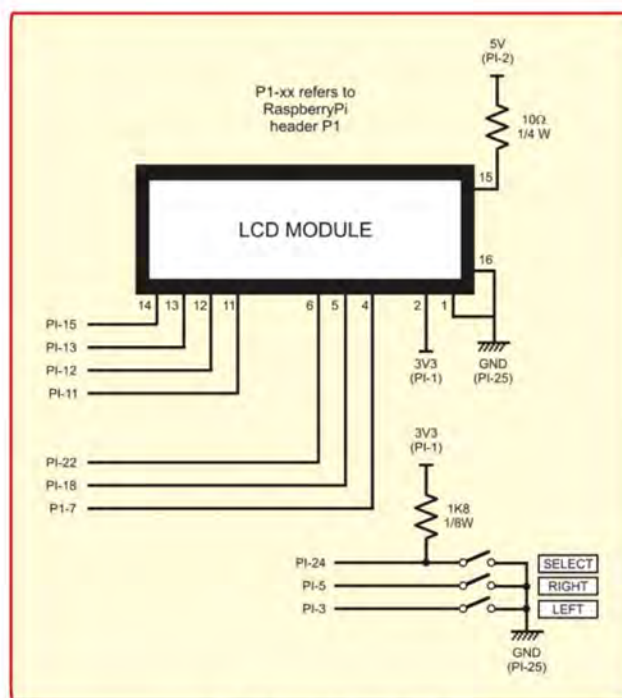 5V
(PI-2)
P1-xx refers to
RaspberryPi
header P1
10Ω
1/4 W
15
LCD MODULE
16
14 13 12 11 6 5 4 2 1
PI-15
PI-13
PI-12
PI-11
3V3
(PI-1)
GND
(PI-25)
3V3
(PI-1)
PI-22
PI-18
P1-7
1K8
1/8W
PI-24
SELECT
PI-5
RIGHT
PI-3
LEFT
GND
(PI-25)